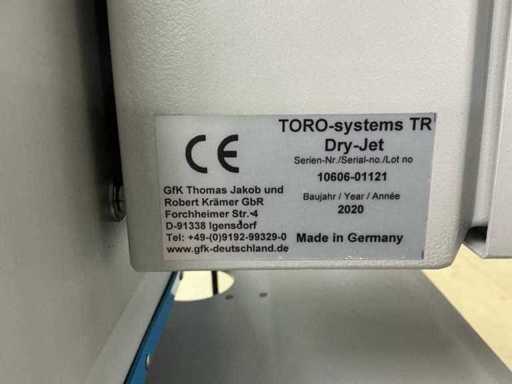 CE
TORO-systems TR
Dry-Jet
Serien-Nr./Serial-no./Lot no
10606-01121
Baujahr / Year / Année
2020
Made in Germany
GfK Thomas Jakob und
Robert Krämer GbR
Forchheimer Str. 4
D-91338 Igensdorf
Tel: +49-(0)9192-99329-0
www.gfk-deutschland.de